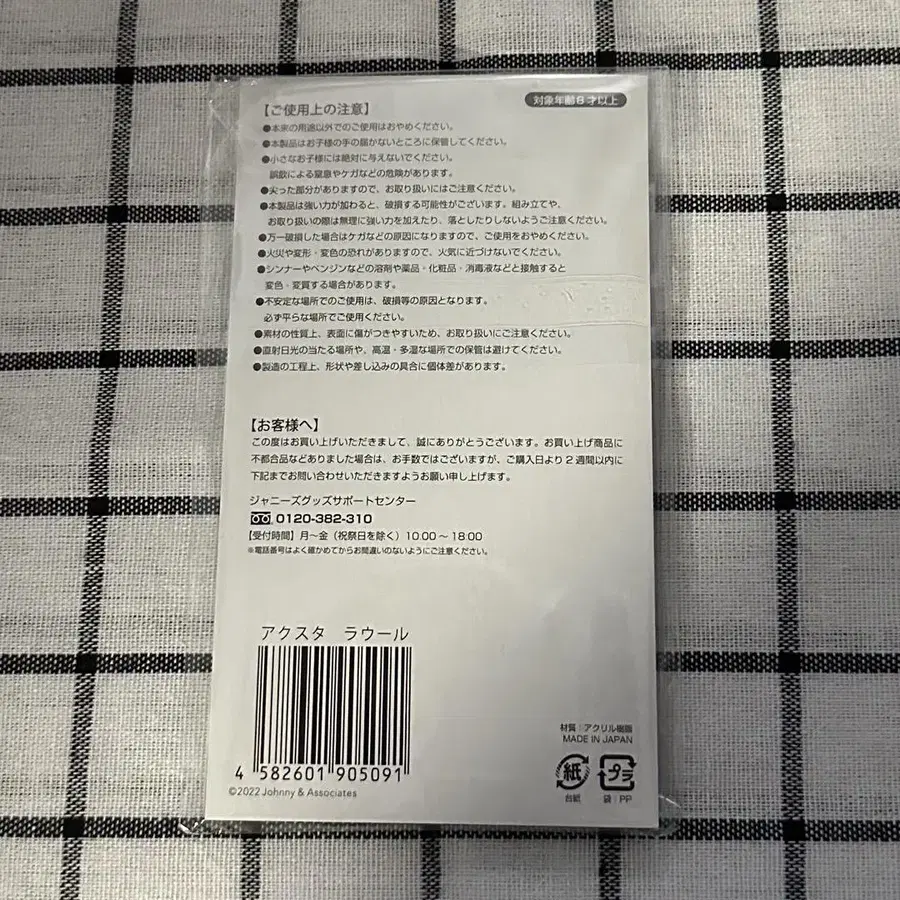 【ご使用上の注意】
対象年齢8才以上
●本来の用途以外でのご使用はおやめください。
●本製品はお子様の手の届かないところに保管してください。
●小さなお子様には絶対に与えないでください。
誤飲による窒息やケガなどの危険があります。
●尖った部分がありますので、お取り扱いにはご注意ください。
●本製品は強い力が加わると、破損する可能性がございます。組み立てや、
お取り扱いの際は無理に強い力を加えたり、落としたりしないようご注意ください。
●万一破損した場合はケガなどの原因になりますので、ご使用をおやめください。
●火災や変形・変色の恐れがありますので、火気に近づけないでください。
●シンナーやベンジンなどの溶剤や薬品・化粧品・消毒液などと接触すると
変色・変質する場合があります。
●不安定な場所でのご使用は、破損等の原因となります。
必ず平らな場所でご使用ください。
●素材の性質上、表面に傷がつきやすいため、お取り扱いにご注意ください。
●直射日光の当たる場所や、高温・多湿な場所での保管は避けてください。
●製造の工程上、形状や差し込みの具合に個体差があります。
【お客様へ】
この度はお買い上げいただきまして、誠にありがとうございます。お買い上げ商品に
不都合品などありました場合は、お手数ではございますが、ご購入日より2週間以内に
下記までお問い合わせいただきますようお願い申し上げます。
ジャニーズグッズサポートセンター
0120-382-310
【受付時間】月～金（祝祭日を除く）10:00～18:00
※電話番号はよく確かめてからお間違いのないようにご注意ください。
アクスタ ラウール
4 582601 905091
©2022 Johnny & Associates
材質：アクリル樹脂
MADE IN JAPAN
紙 プラ
台紙 袋：PP